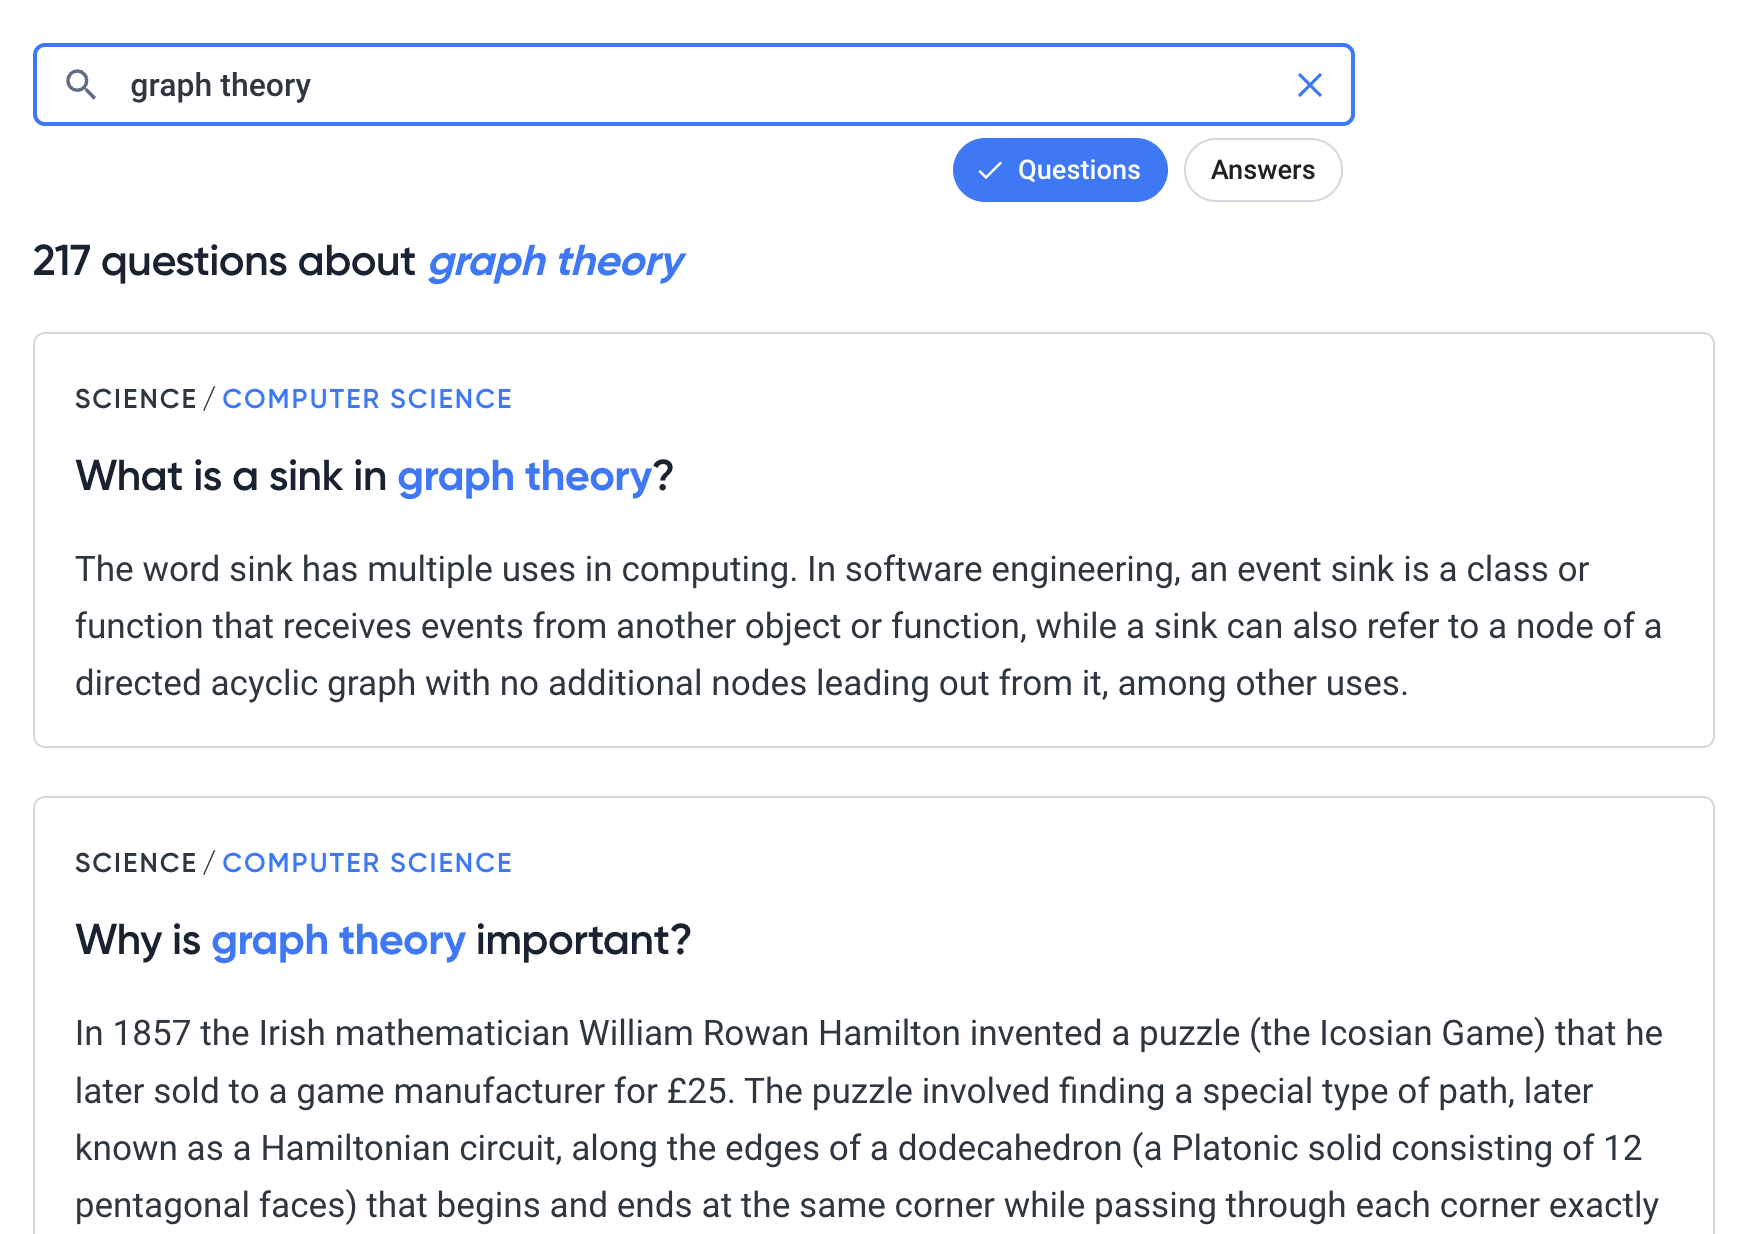 graph theory
Questions
Answers
217 questions about graph theory
SCIENCE / COMPUTER SCIENCE
What is a sink in graph theory?
The word sink has multiple uses in computing. In software engineering, an event sink is a class or
function that receives events from another object or function, while a sink can also refer to a node of a
directed acyclic graph with no additional nodes leading out from it, among other uses.
SCIENCE / COMPUTER SCIENCE
Why is graph theory important?
In 1857 the Irish mathematician William Rowan Hamilton invented a puzzle (the Icosian Game) that he
later sold to a game manufacturer for £25. The puzzle involved finding a special type of path, later
known as a Hamiltonian circuit, along the edges of a dodecahedron (a Platonic solid consisting of 12
pentagonal faces) that begins and ends at the same corner while passing through each corner exactly